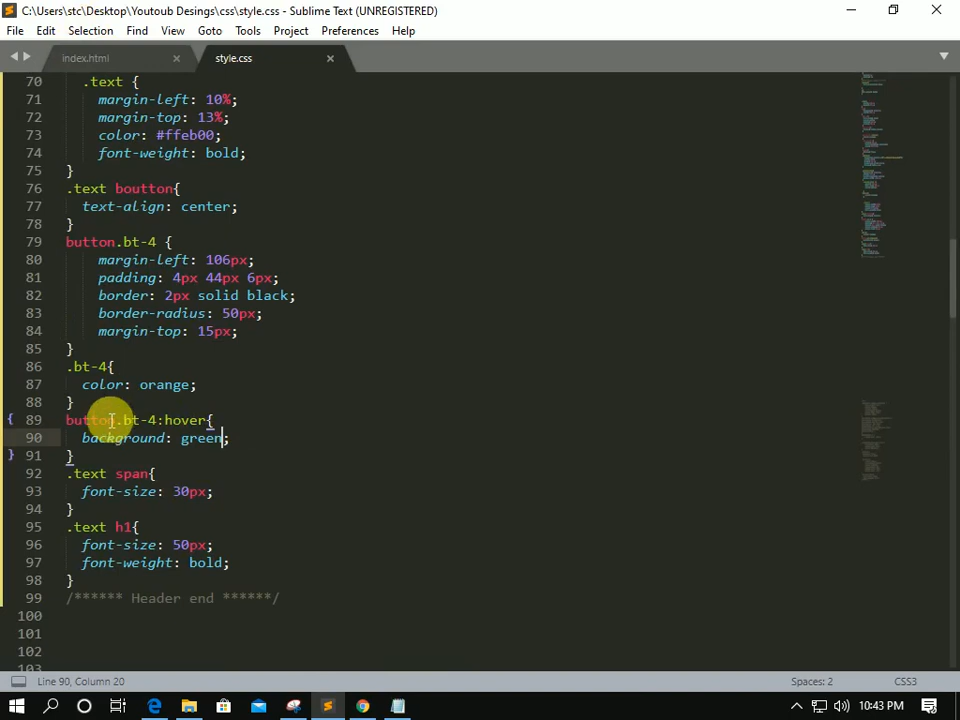 C:\Users\stc\Desktop\Youtoub Desings\css\style.css - Sublime Text (UNREGISTERED)
File Edit Selection Find View Goto Tools Project Preferences Help
index.html style.css
70 .text {
71 margin-left: 10%;
72 margin-top: 13%;
73 color: #ffeb00;
74 font-weight: bold;
75 }
76 .text boutton{
77 text-align: center;
78 }
79 button.bt-4 {
80 margin-left: 106px;
81 padding: 4px 44px 6px;
82 border: 2px solid black;
83 border-radius: 50px;
84 margin-top: 15px;
85 }
86 .bt-4{
87 color: orange;
88 }
89 button.bt-4:hover{
90 background: green;
91 }
92 .text span{
93 font-size: 30px;
94 }
95 .text h1{
96 font-size: 50px;
97 font-weight: bold;
98 }
99 /****** Header end ******/
100
101
102
103
Line 90, Column 20 Spaces: 2 CSS3
10:43 PM